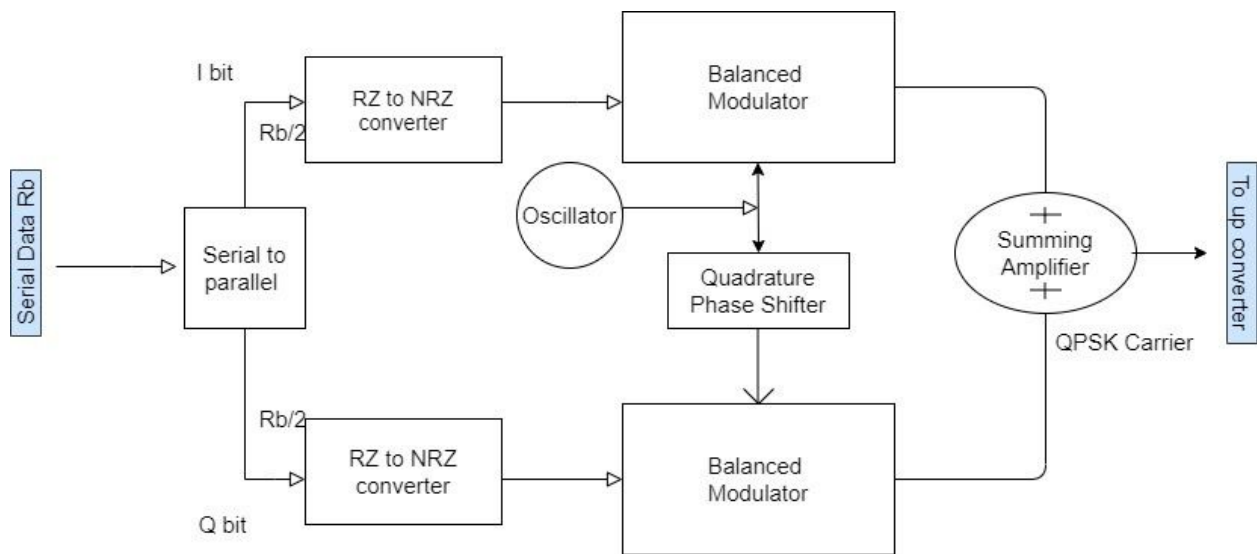 Serial Data Rb
Serial to
parallel
I bit
Rb/2
RZ to NRZ
converter
Balanced
Modulator
Oscillator
Quadrature
Phase Shifter
Rb/2
Q bit
RZ to NRZ
converter
Balanced
Modulator
+
Summing
Amplifier
+
QPSK Carrier
To up converter